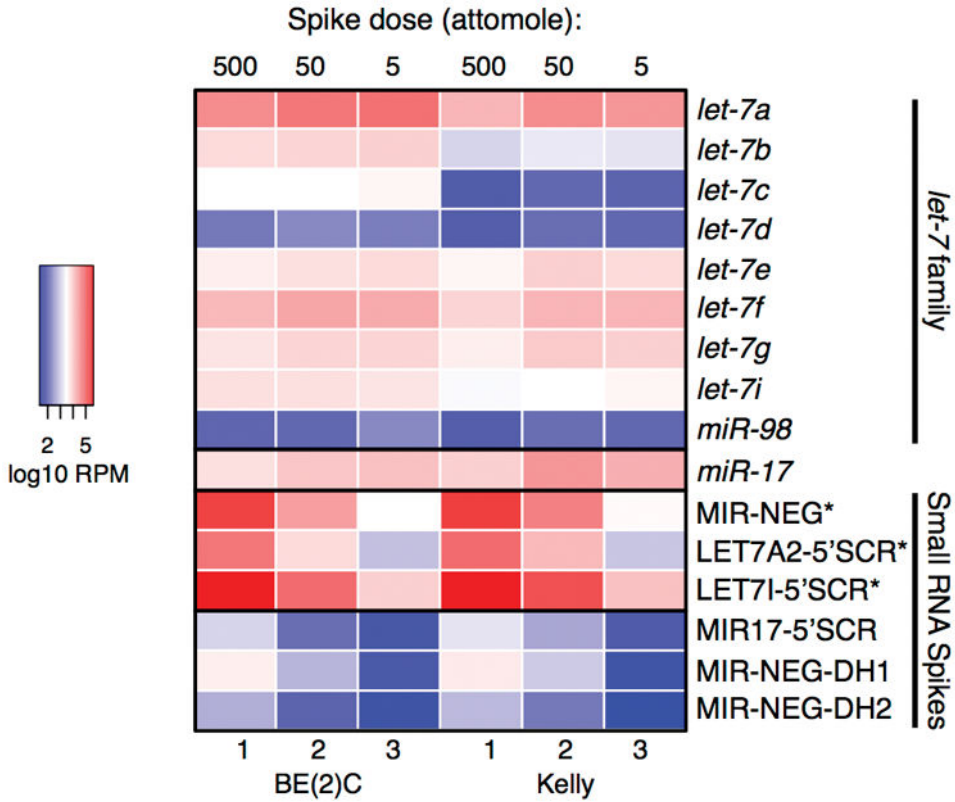 Spike dose (attomole):
500 50 5 500 50 5
let-7a
let-7b
let-7c
let-7d
let-7e
let-7f
let-7g
let-7i
miR-98
miR-17
MIR-NEG*
LET7A2-5'SCR*
LET7I-5'SCR*
MIR17-5'SCR
MIR-NEG-DH1
MIR-NEG-DH2
let-7 family
Small RNA Spikes
2 5
log10 RPM
1 2 3 1 2 3
BE(2)C Kelly